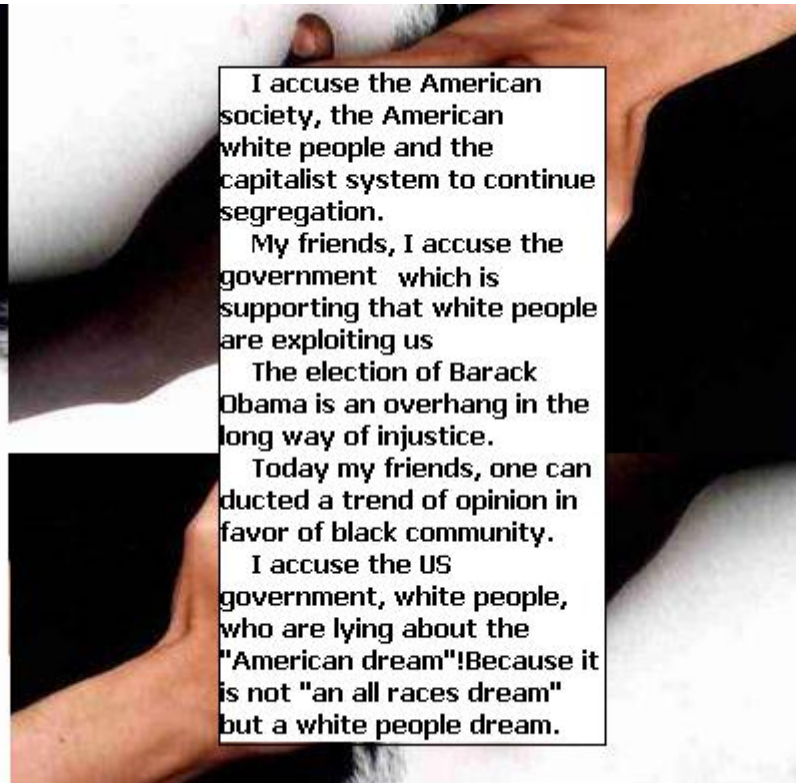 I accuse the American
society, the American
white people and the
capitalist system to continue
segregation.
My friends, I accuse the
government which is
supporting that white people
are exploiting us
The election of Barack
Obama is an overhang in the
long way of injustice.
Today my friends, one can
ducted a trend of opinion in
favor of black community.
I accuse the US
government, white people,
who are lying about the
"American dream"!Because it
is not "an all races dream"
but a white people dream.